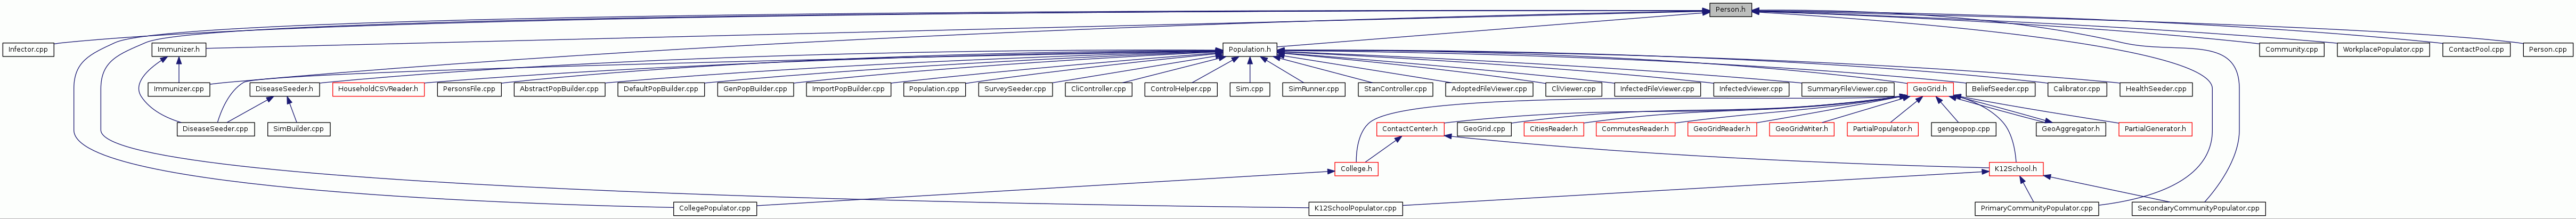 Person.h
Infector.cpp
Immunizer.h
Population.h
Community.cpp
WorkplacePopulator.cpp
ContactPool.cpp
Person.cpp
Immunizer.cpp
DiseaseSeeder.h
HouseholdCSVReader.h
PersonsFile.cpp
AbstractPopBuilder.cpp
DefaultPopBuilder.cpp
GenPopBuilder.cpp
ImportPopBuilder.cpp
Population.cpp
SurveySeeder.cpp
CliController.cpp
ControlHelper.cpp
Sim.cpp
SimRunner.cpp
StanController.cpp
AdoptedFileViewer.cpp
CliViewer.cpp
InfectedFileViewer.cpp
InfectedViewer.cpp
SummaryFileViewer.cpp
GeoGrid.h
BeliefSeeder.cpp
Calibrator.cpp
HealthSeeder.cpp
DiseaseSeeder.cpp
SimBuilder.cpp
ContactCenter.h
GeoGrid.cpp
CitiesReader.h
CommutesReader.h
GeoGridReader.h
GeoGridWriter.h
PartialPopulator.h
gengeopop.cpp
GeoAggregator.h
PartialGenerator.h
College.h
K12School.h
CollegePopulator.cpp
K12SchoolPopulator.cpp
PrimaryCommunityPopulator.cpp
SecondaryCommunityPopulator.cpp